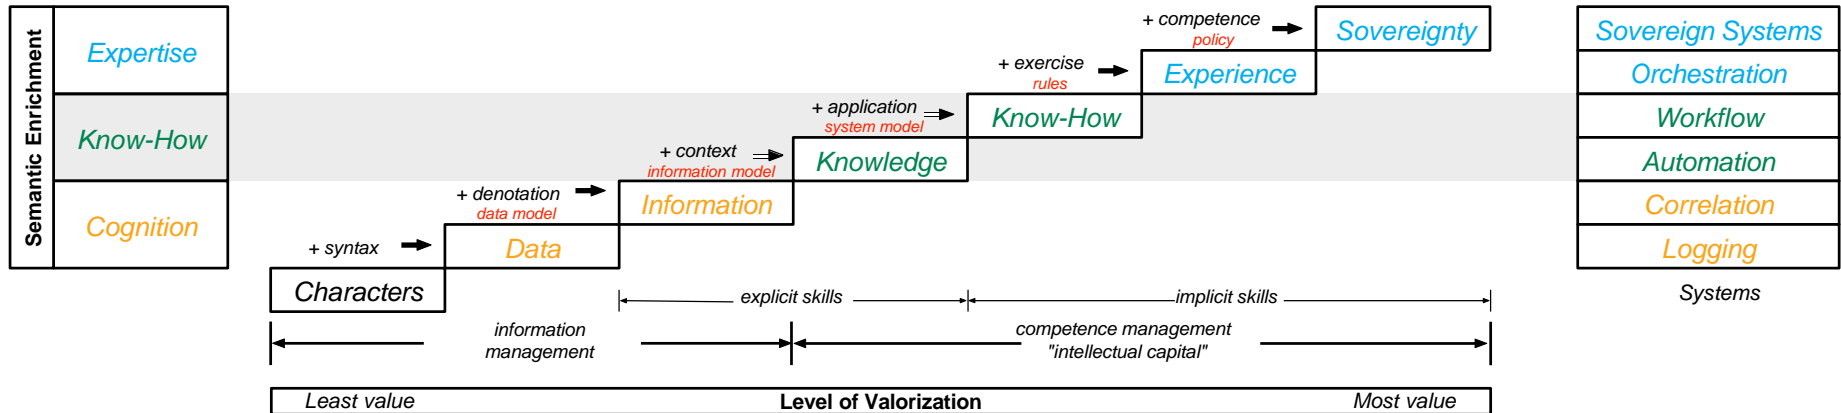 Semantic Enrichment
Expertise
Know-How
Cognition
+ competence
policy
Sovereignty
+ exercise
rules
Experience
+ application
system model
Know-How
+ context
information model
Knowledge
+ denotation
data model
Information
+ syntax
Data
Characters
explicit skills
implicit skills
information
management
competence management
"intellectual capital"
Least value
Level of Valorization
Most value
Sovereign Systems
Orchestration
Workflow
Automation
Correlation
Logging
Systems